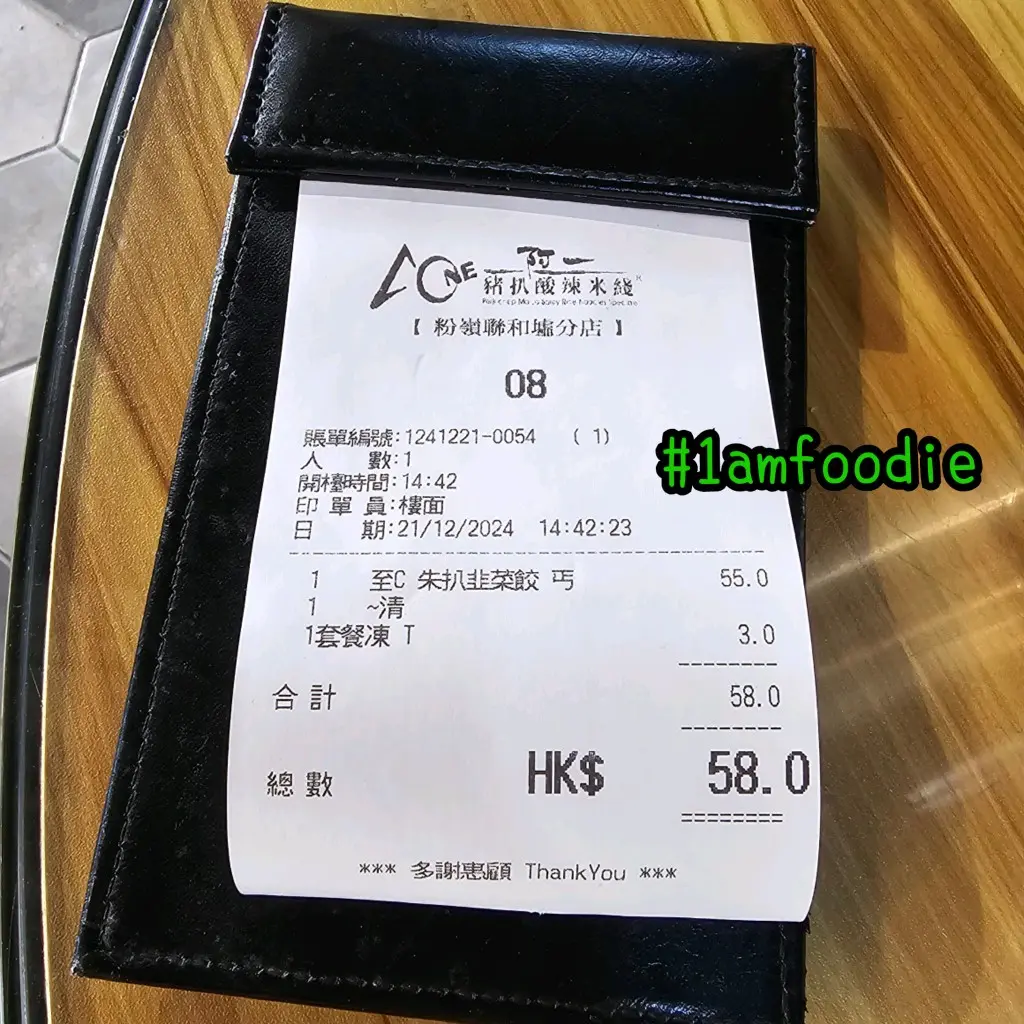 AONE 阿一
豬扒酸辣米綫®
【 粉嶺聯和墟分店 】
08
賬單編號:1241221-0054 ( 1)
人 數:1
開檯時間:14:42
印 單 員:樓面
日 期:21/12/2024 14:42:23
1 至C 朱扒韭菜餃 丐 55.0
1 ~清
1套餐凍 T 3.0
合計 58.0
總數 HK$ 58.0
*** 多謝惠顧 ThankYou ***
#1amfoodie